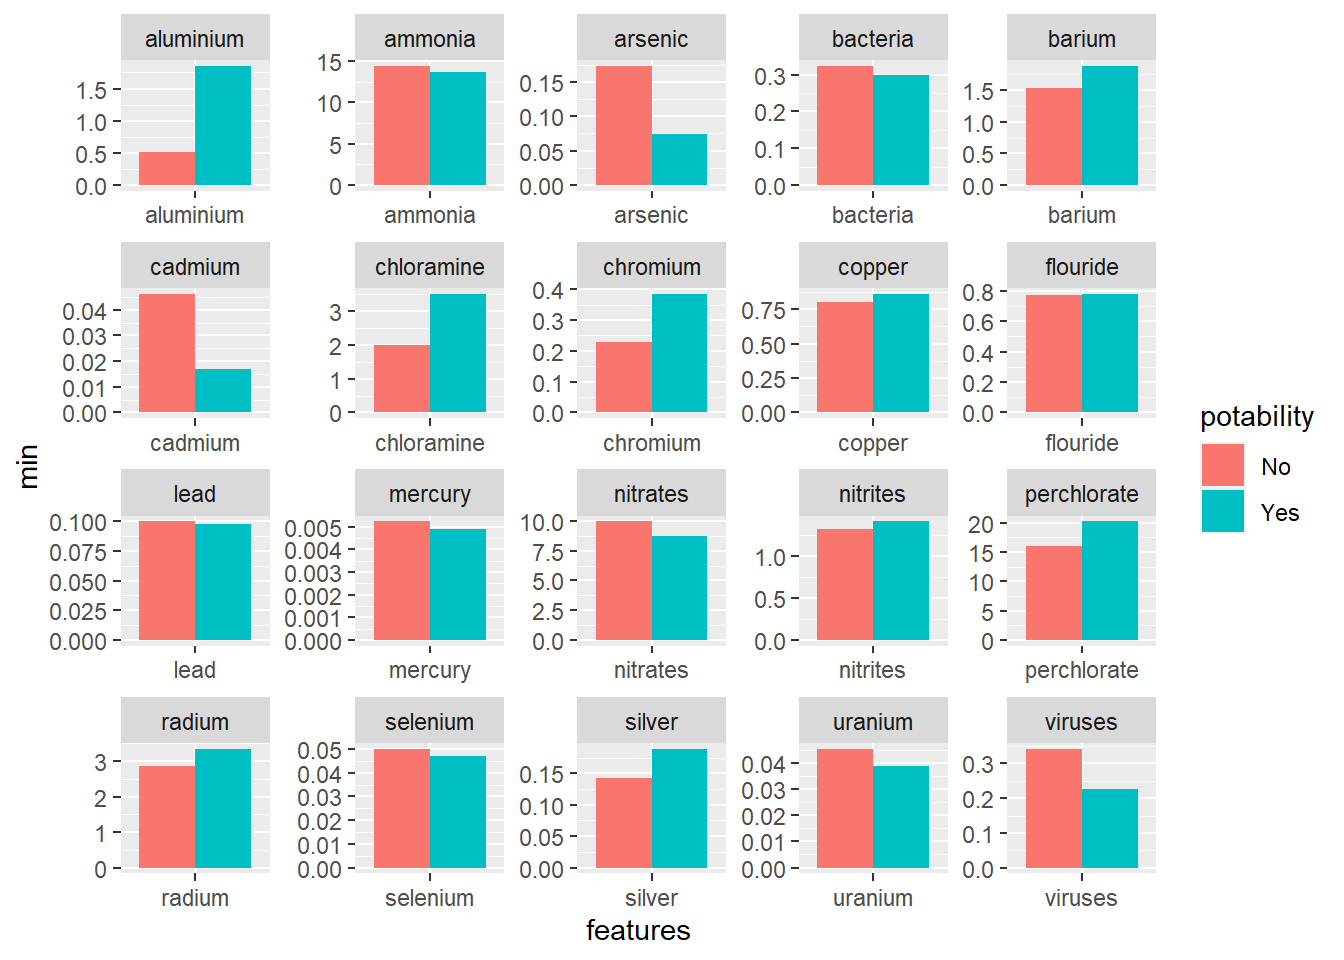 aluminium ammonia arsenic bacteria barium
1.5 1.0 0.5 0.0
15 10 5 0
0.15 0.10 0.05 0.00
0.3 0.2 0.1 0.0
1.5 1.0 0.5 0.0
aluminium ammonia arsenic bacteria barium
cadmium chloramine chromium copper flouride
0.04 0.03 0.02 0.01 0.00
3 2 1 0
0.4 0.3 0.2 0.1 0.0
0.75 0.50 0.25 0.00
0.8 0.6 0.4 0.2 0.0
cadmium chloramine chromium copper flouride
lead mercury nitrates nitrites perchlorate
0.100 0.075 0.050 0.025 0.000
0.005 0.004 0.003 0.002 0.001 0.000
10.0 7.5 5.0 2.5 0.0
1.0 0.5 0.0
20 15 10 5 0
lead mercury nitrates nitrites perchlorate
radium selenium silver uranium viruses
3 2 1 0
0.05 0.04 0.03 0.02 0.01 0.00
0.15 0.10 0.05 0.00
0.04 0.03 0.02 0.01 0.00
0.3 0.2 0.1 0.0
radium selenium silver uranium viruses
min
features
potability
No
Yes